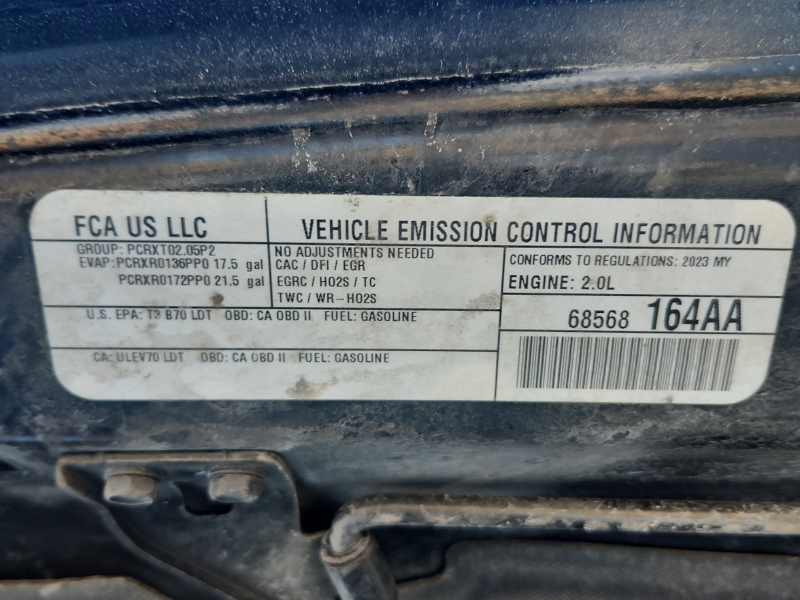 FCA US LLC
GROUP: PCRXT02.05P2
EVAP: PCRXR0136PP0 17.5 gal
PCRXR0172PP0 21.5 gal
VEHICLE EMISSION CONTROL INFORMATION
NO ADJUSTMENTS NEEDED
CAC / DFI / EGR
EGRC / HO2S / TC
TWC / WR-HO2S
CONFORMS TO REGULATIONS: 2023 MY
ENGINE: 2.0L
U.S. EPA: T3 B70 LDT OBD: CA OBD II FUEL: GASOLINE
68568 164AA
CA: ULEV70 LDT OBD: CA OBD II FUEL: GASOLINE